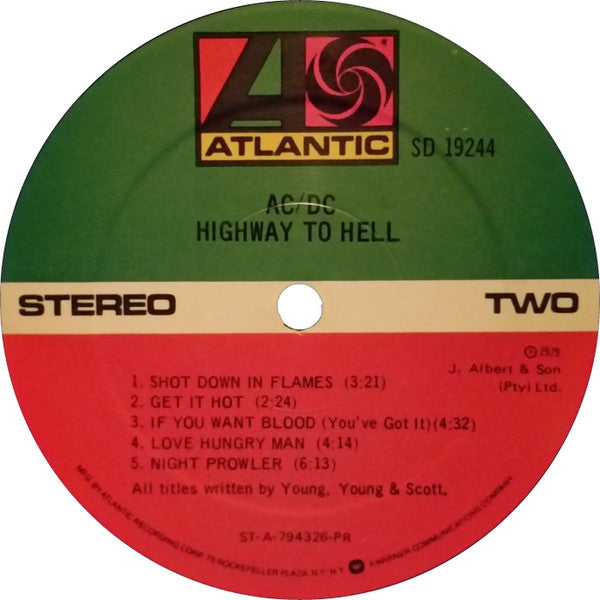 ATLANTIC
SD 19244
AC/DC
HIGHWAY TO HELL
STEREO
TWO
℗ 1979
J. Albert & Son
(Pty) Ltd.
1. SHOT DOWN IN FLAMES (3:21)
2. GET IT HOT (2:24)
3. IF YOU WANT BLOOD (You've Got It)(4:32)
4. LOVE HUNGRY MAN (4:14)
5. NIGHT PROWLER (6:13)
All titles written by Young, Young & Scott.
ST-A-794326-PR
MFG. BY ATLANTIC RECORDING CORP. 75 ROCKEFELLER PLAZA, N.Y. N.Y. A WARNER COMMUNICATIONS COMPANY